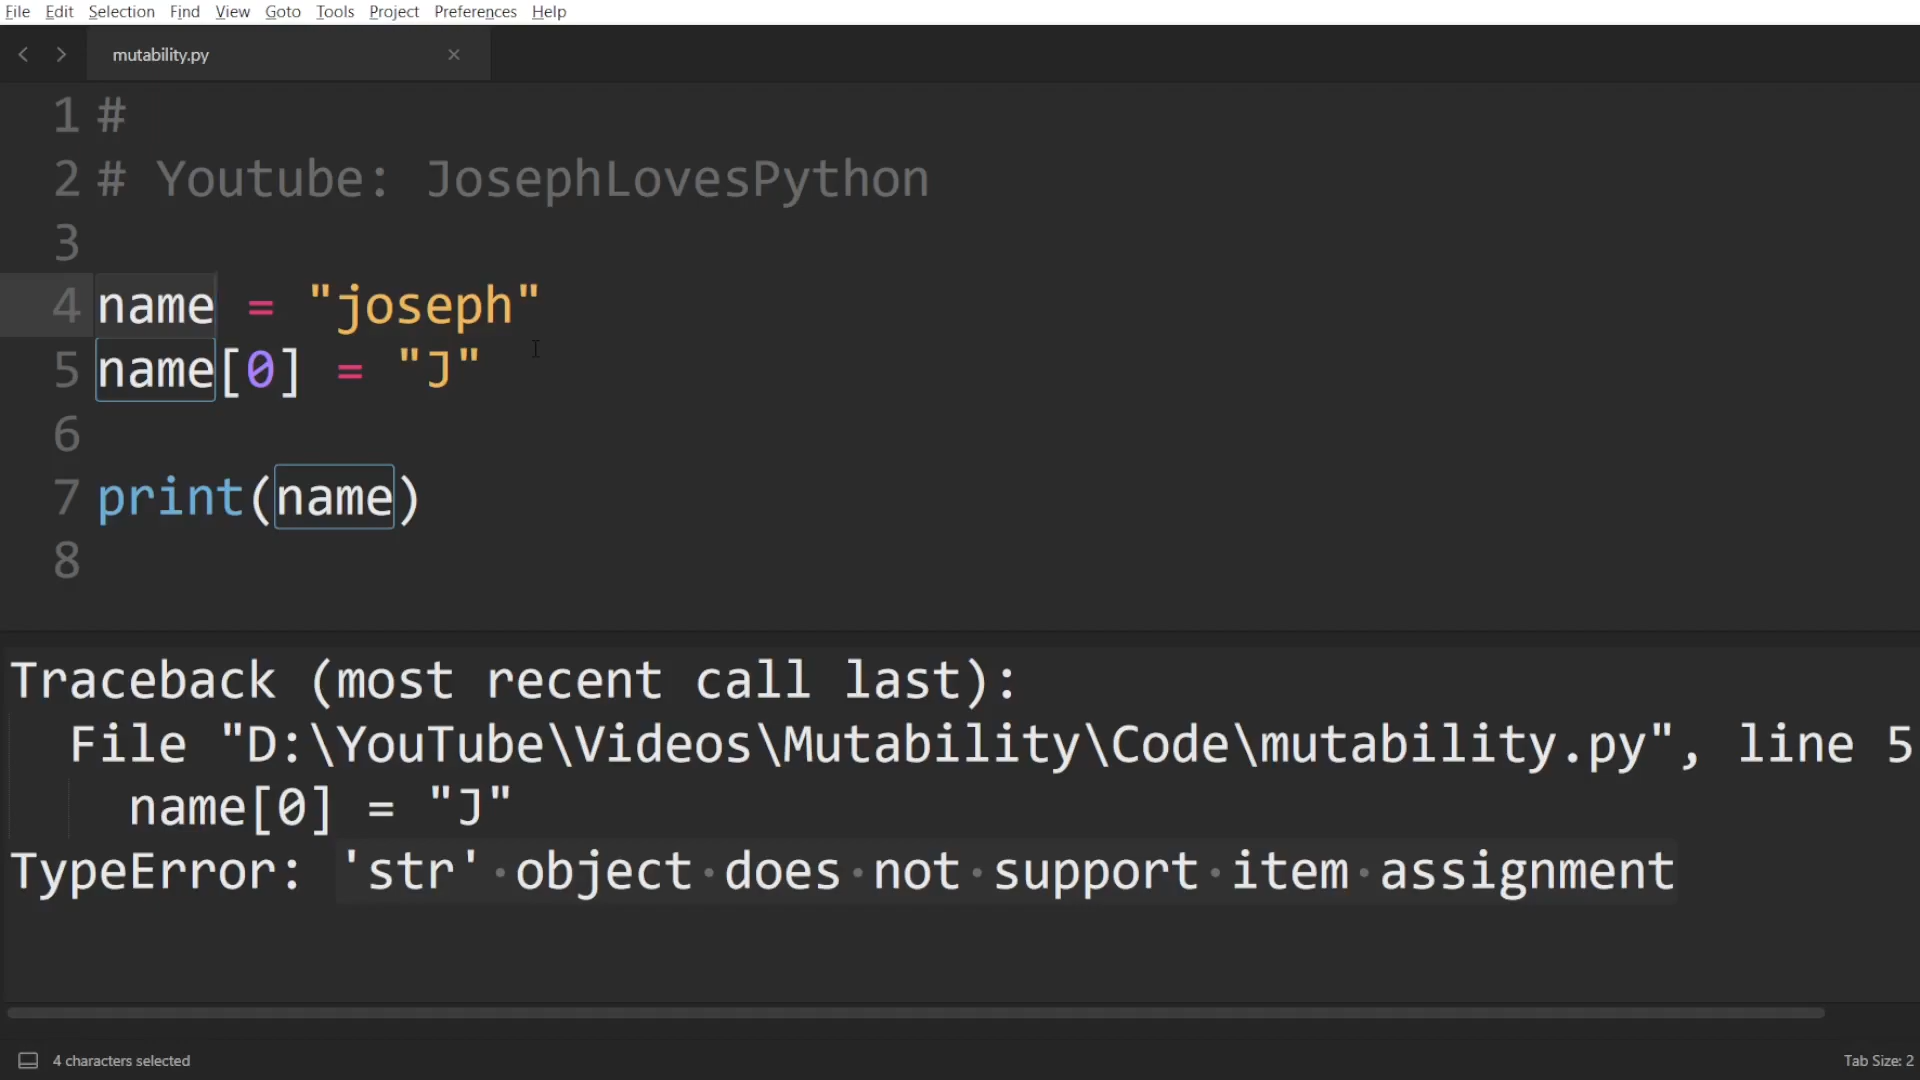 File Edit Selection Find View Goto Tools Project Preferences Help
mutability.py
1 #
2 # Youtube: JosephLovesPython
3
4 name = "joseph"
5 name[0] = "J"
6
7 print(name)
8
Traceback (most recent call last):
File "D:\YouTube\Videos\Mutability\Code\mutability.py", line 5
name[0] = "J"
TypeError: 'str' object does not support item assignment
4 characters selected
Tab Size: 2